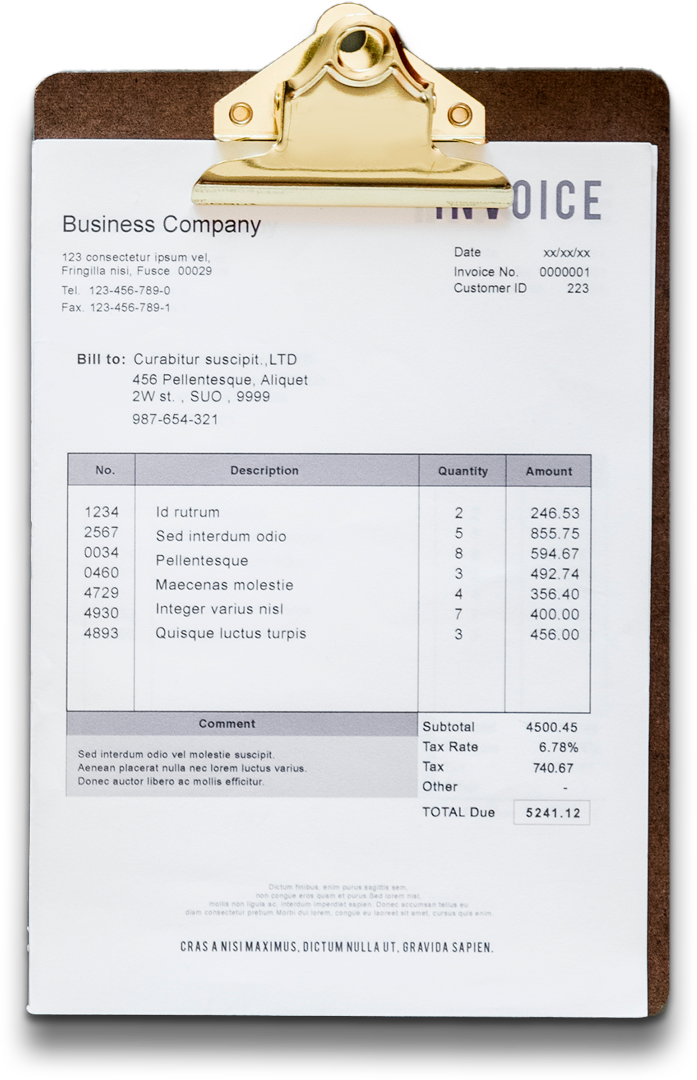 INVOICE
Business Company
123 consectetur ipsum vel,
Fringilla nisi, Fusce 00029
Tel. 123-456-789-0
Fax. 123-456-789-1
Date xx/xx/xx
Invoice No. 0000001
Customer ID 223
Bill to: Curabitur suscipit.,LTD
456 Pellentesque, Aliquet
2W st. , SUO , 9999
987-654-321
No. Description Quantity Amount
1234 Id rutrum 2 246.53
2567 Sed interdum odio 5 855.75
0034 Pellentesque 8 594.67
0460 Maecenas molestie 3 492.74
4729 Integer varius nisl 4 356.40
4930 Quisque luctus turpis 7 400.00
4893 3 456.00
Comment
Sed interdum odio vel molestie suscipit.
Aenean placerat nulla nec lorem luctus varius.
Donec auctor libero ac mollis efficitur.
Subtotal 4500.45
Tax Rate 6.78%
Tax 740.67
Other -
TOTAL Due 5241.12
Dictum finibus, enim purus sagittis sem,
non congue eros quam et purus Sed lorem nisl,
mollis non ligula ac, interdum imperdiet sapien. Donec accumsan tellus eu
diam consectetur pretium Morbi dui lorem, congue eu laoreet sit amet, cursus quis enim.
CRAS A NISI MAXIMUS, DICTUM NULLA UT, GRAVIDA SAPIEN.